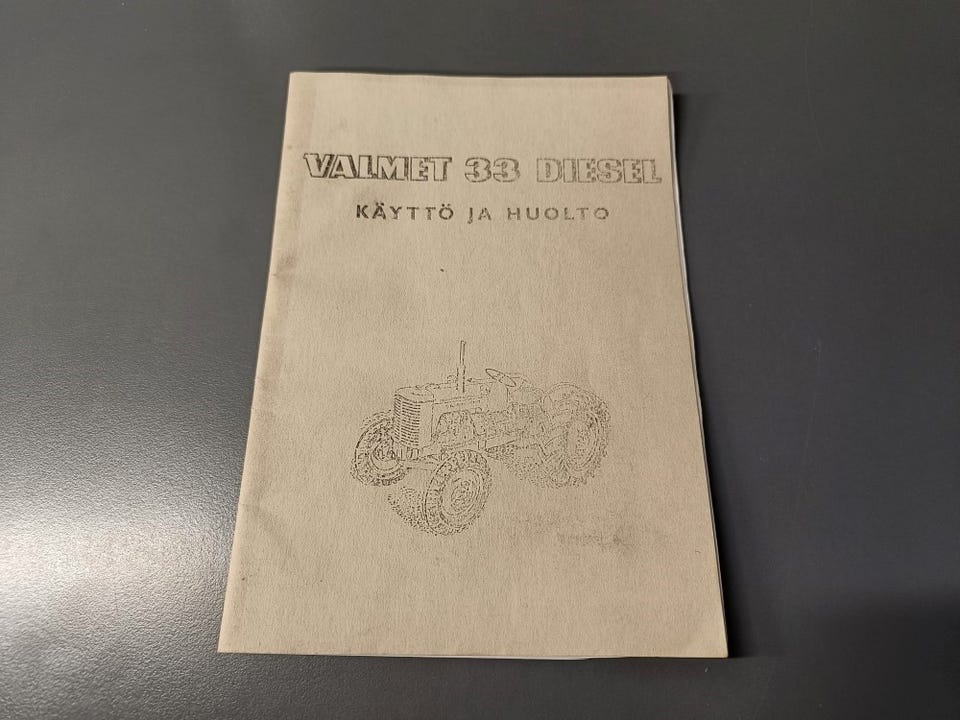 VALMET 33 DIESEL
KÄYTTÖ JA HUOLTO